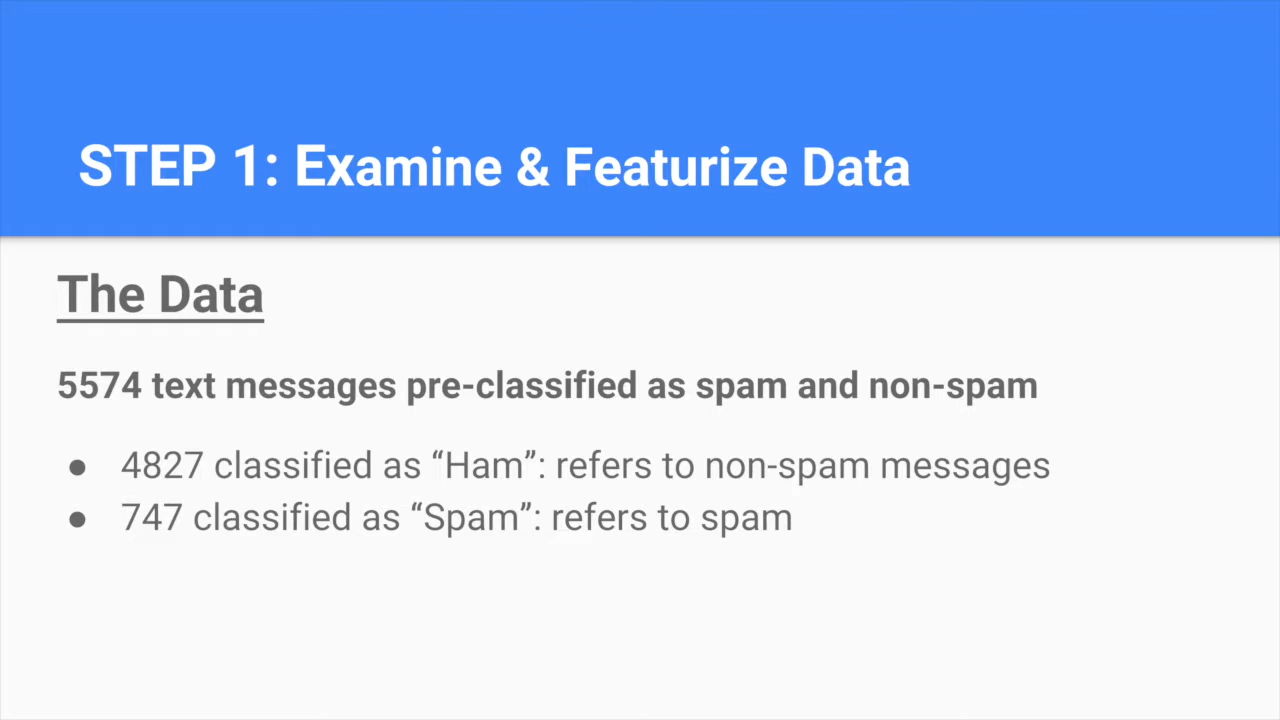 STEP 1: Examine & Featurize Data
The Data
5574 text messages pre-classified as spam and non-spam
● 4827 classified as “Ham”: refers to non-spam messages
● 747 classified as “Spam”: refers to spam